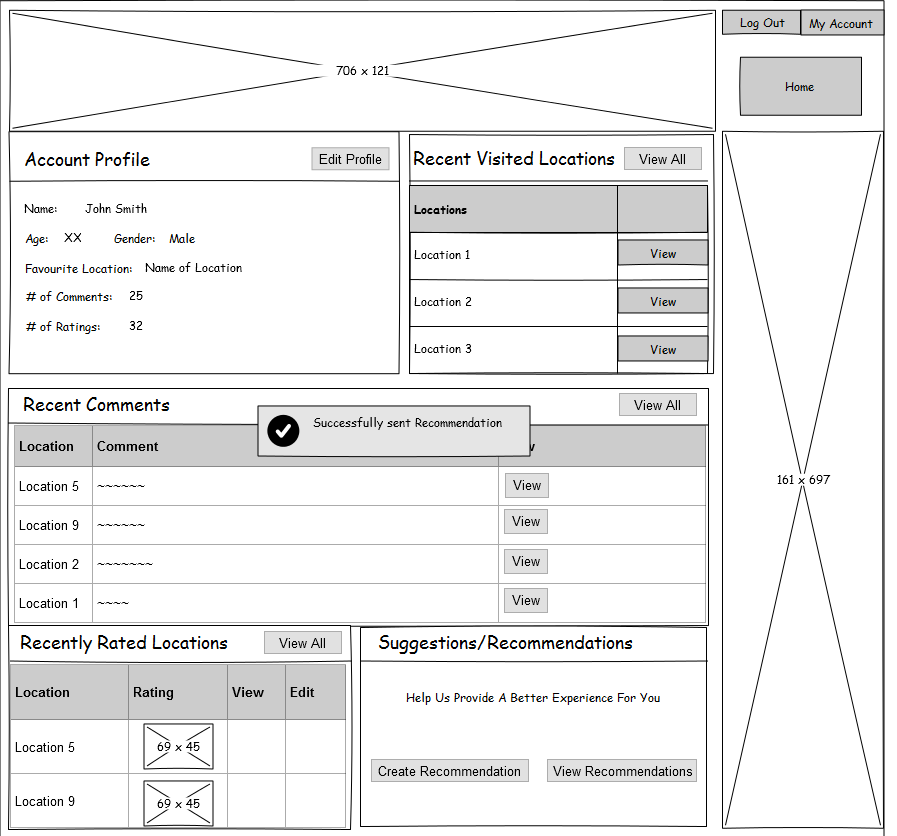 706 x 121
Log Out
My Account
Home
Account Profile
Edit Profile
Name: John Smith
Age: XX Gender: Male
Favourite Location: Name of Location
# of Comments: 25
# of Ratings: 32
Recent Visited Locations
View All
Locations
Location 1
View
Location 2
View
Location 3
View
161 x 697
Recent Comments
View All
Successfully sent Recommendation
Location
Comment
w
Location 5
~~~~~~
View
Location 9
~~~~~~
View
Location 2
~~~~~~~
View
Location 1
~~~~
View
Recently Rated Locations
View All
Location
Rating
View
Edit
Location 5
69 x 45
Location 9
69 x 45
Suggestions/Recommendations
Help Us Provide A Better Experience For You
Create Recommendation
View Recommendations